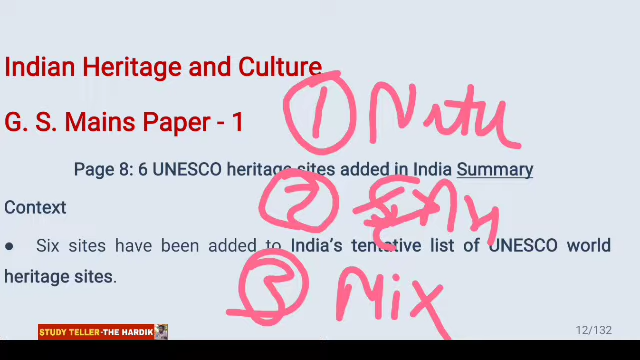 Indian Heritage and Culture
G. S. Mains Paper - 1
① Natu
Page 8: 6 UNESCO heritage sites added in India Summary
②
Context
● Six sites have been added to India's tentative list of UNESCO world
heritage sites.
③ Mix
STUDY TELLER-THE HARDIK
12/132